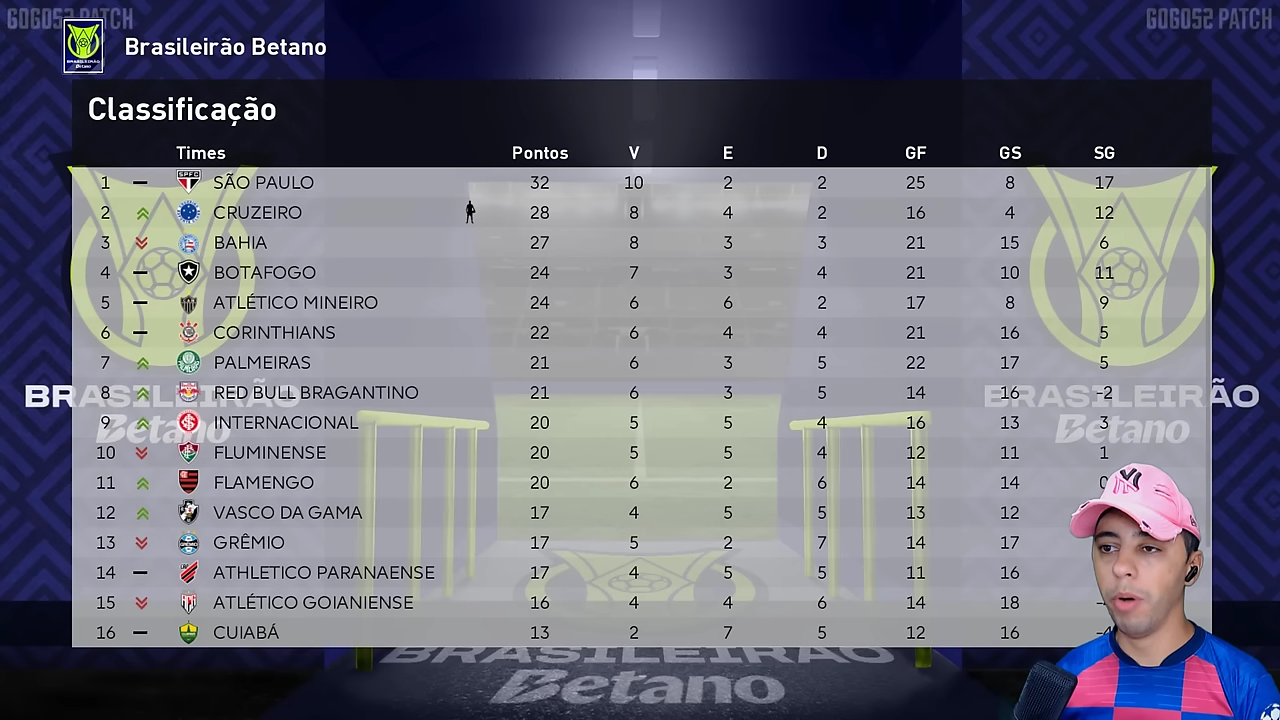 GOGO52 PATCH
GOGO52 PATCH
Brasileirão Betano
Classificação
Times Pontos V E D GF GS SG
1 SÃO PAULO 32 10 2 2 25 8 17
2 CRUZEIRO 28 8 4 2 16 4 12
3 BAHIA 27 8 3 3 21 15 6
4 BOTAFOGO 24 7 3 4 21 10 11
5 ATLÉTICO MINEIRO 24 6 6 2 17 8 9
6 CORINTHIANS 22 6 4 4 21 16 5
7 PALMEIRAS 21 6 3 5 22 17 5
8 RED BULL BRAGANTINO 21 6 3 5 14 16 -2
9 INTERNACIONAL 20 5 5 4 16 13 3
10 FLUMINENSE 20 5 5 4 12 11 1
11 FLAMENGO 20 6 2 6 14 14 0
12 VASCO DA GAMA 17 4 5 5 13 12
13 GRÊMIO 17 5 2 7 14 17
14 ATHLETICO PARANAENSE 17 4 5 5 11 16
15 ATLÉTICO GOIANIENSE 16 4 4 6 14 18
16 CUIABÁ 13 2 7 5 12 16 -4
BRASILEIRÃO
Betano
BRASILEIRÃO
Betano
BRASILEIRÃO
Betano